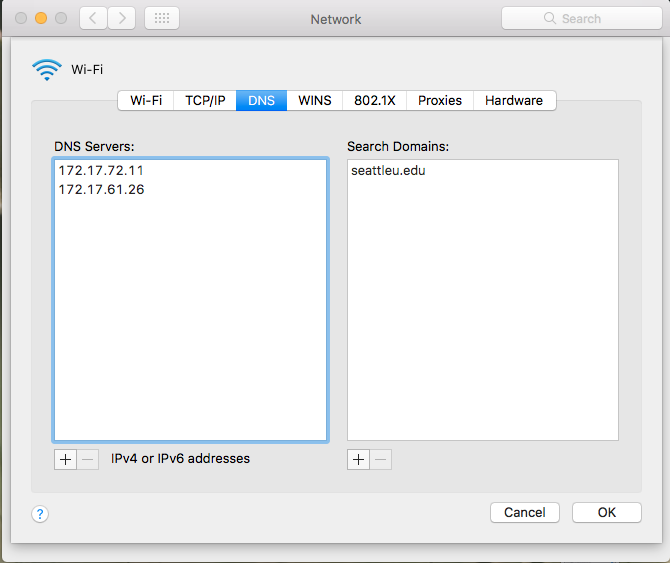 Network
Search
Wi-Fi
Wi-Fi TCP/IP DNS WINS 802.1X Proxies Hardware
DNS Servers: Search Domains:
172.17.72.11 seattleu.edu
172.17.61.26
+ − IPv4 or IPv6 addresses + −
? Cancel OK